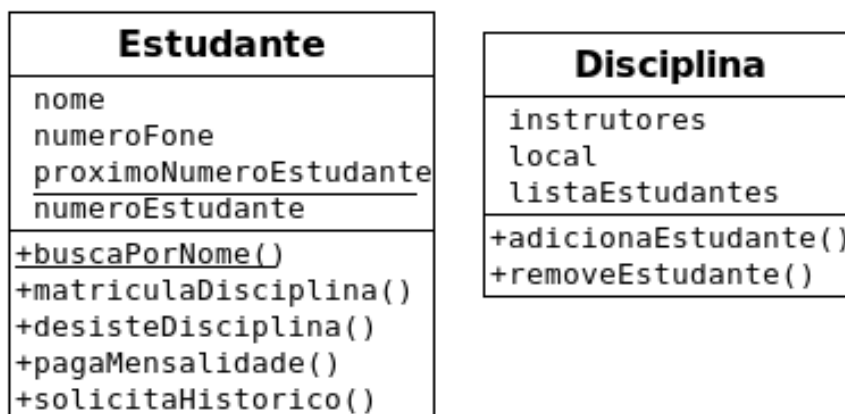 Estudante
nome
numeroFone
proximoNumeroEstudante
numeroEstudante
+buscaPorNome()
+matriculaDisciplina()
+desisteDisciplina()
+pagaMensalidade()
+solicitaHistorico()
Disciplina
instrutores
local
listaEstudantes
+adicionaEstudante()
+removeEstudante()